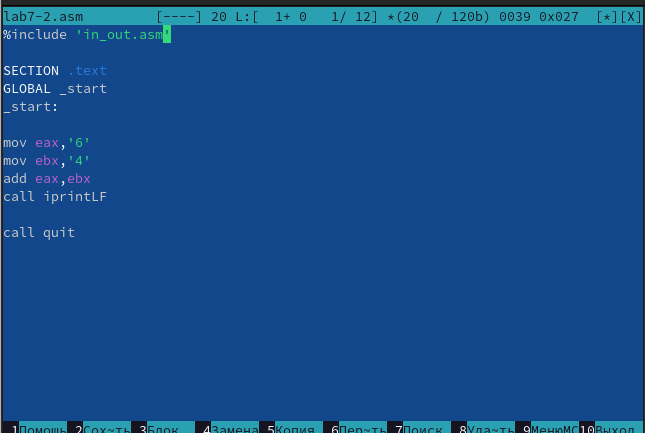 lab7-2.asm [----] 20 L:[ 1+ 0 1/ 12] *(20 / 120b) 0039 0x027 [*][X]
%include 'in_out.asm'
SECTION .text
GLOBAL _start
_start:
mov eax,'6'
mov ebx,'4'
add eax,ebx
call iprintLF
call quit
1Помощь 2Сох~ть 3Блок 4Замена 5Копия 6Пер~ть 7Поиск 8Уда~ть 9МенюMC 10Выход